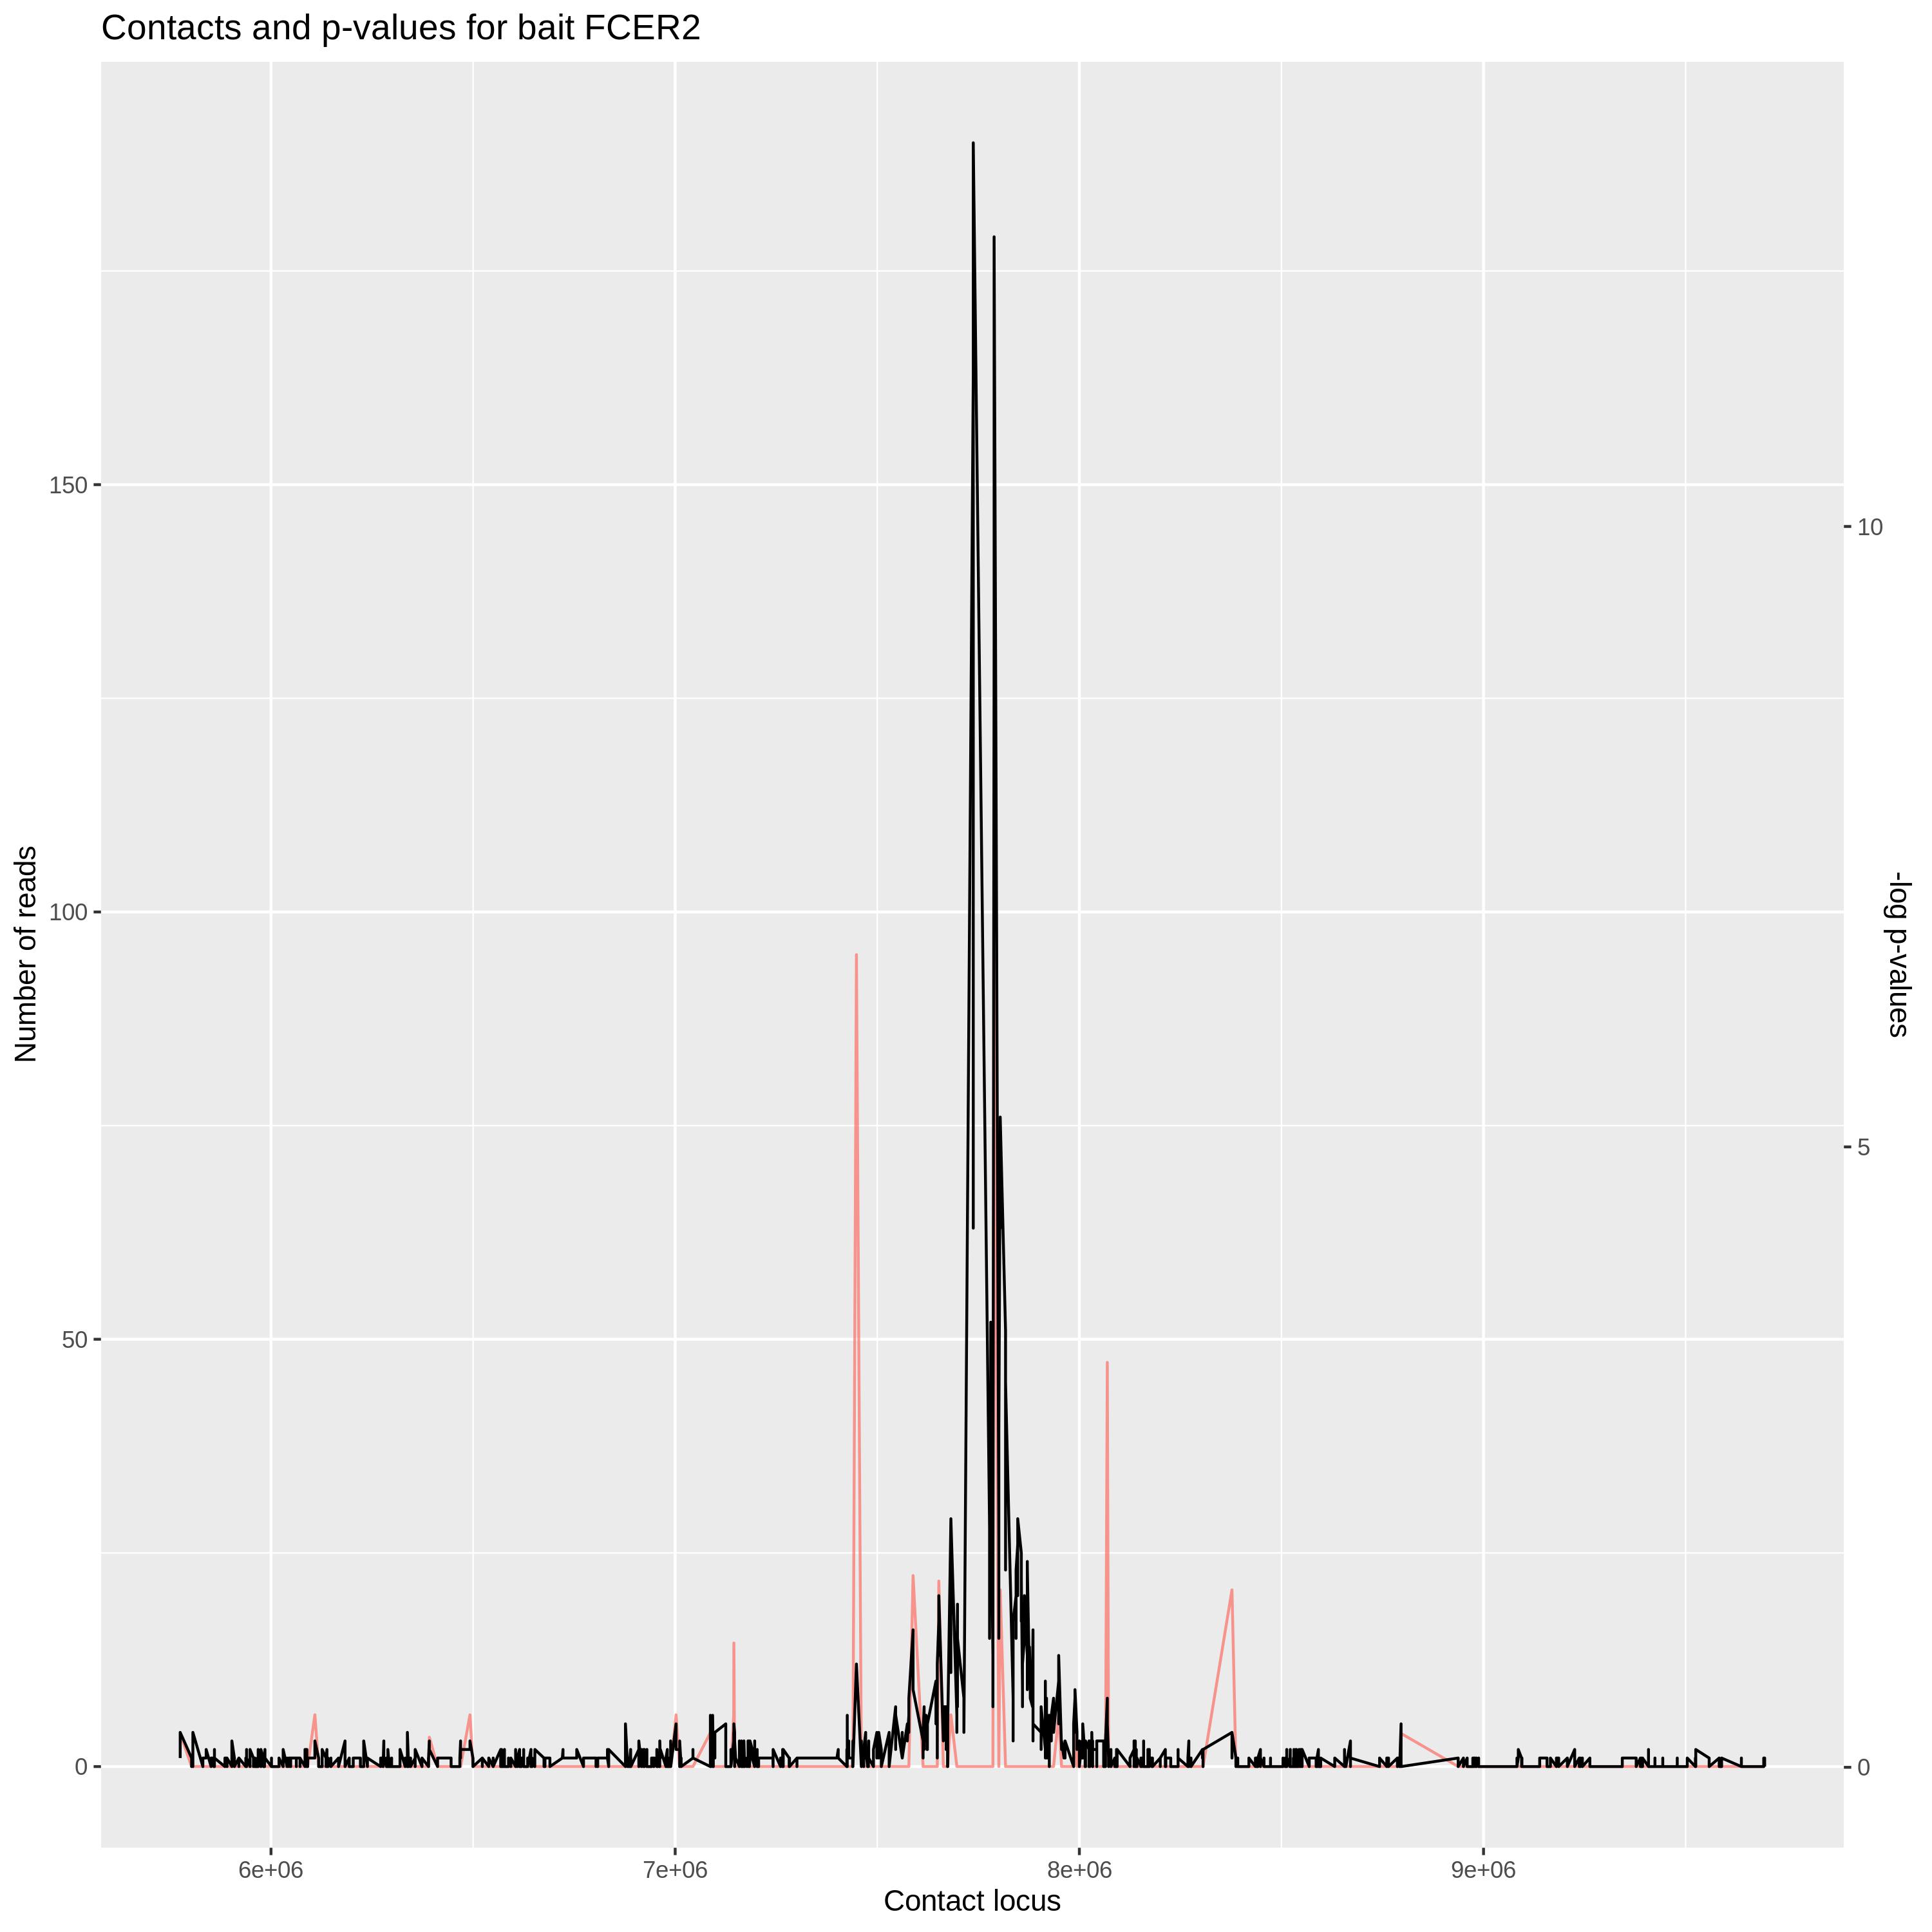 Contacts and p-values for bait FCER2
Number of reads
150
100
50
0
10
5
0
-log p-values
6e+06
7e+06
8e+06
9e+06
Contact locus